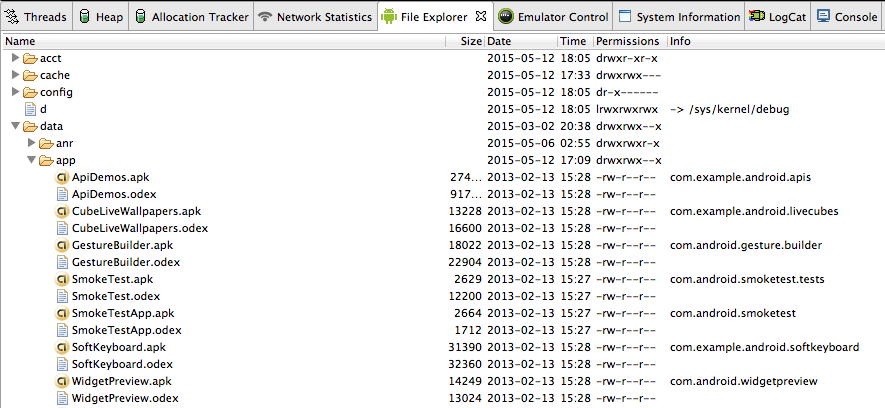 Threads Heap Allocation Tracker Network Statistics File Explorer Emulator Control System Information LogCat Console
Name Size Date Time Permissions Info
acct 2015-05-12 18:05 drwxr-xr-x
cache 2015-05-12 17:33 drwxrwx---
config 2015-05-12 18:05 dr-x------
d 2015-05-12 18:05 lrwxrwxrwx -> /sys/kernel/debug
data 2015-03-02 20:38 drwxrwx--x
anr 2015-05-06 02:55 drwxrwxr-x
app 2015-05-12 17:09 drwxrwx--x
ApiDemos.apk 274... 2013-02-13 15:28 -rw-r--r-- com.example.android.apis
ApiDemos.odex 917... 2013-02-13 15:28 -rw-r--r--
CubeLiveWallpapers.apk 13228 2013-02-13 15:28 -rw-r--r-- com.example.android.livecubes
CubeLiveWallpapers.odex 16600 2013-02-13 15:28 -rw-r--r--
GestureBuilder.apk 18022 2013-02-13 15:28 -rw-r--r-- com.android.gesture.builder
GestureBuilder.odex 22904 2013-02-13 15:28 -rw-r--r--
SmokeTest.apk 2629 2013-02-13 15:27 -rw-r--r-- com.android.smoketest.tests
SmokeTest.odex 12200 2013-02-13 15:27 -rw-r--r--
SmokeTestApp.apk 2664 2013-02-13 15:27 -rw-r--r-- com.android.smoketest
SmokeTestApp.odex 1712 2013-02-13 15:27 -rw-r--r--
SoftKeyboard.apk 31390 2013-02-13 15:28 -rw-r--r-- com.example.android.softkeyboard
SoftKeyboard.odex 32360 2013-02-13 15:28 -rw-r--r--
WidgetPreview.apk 14249 2013-02-13 15:28 -rw-r--r-- com.android.widgetpreview
WidgetPreview.odex 13024 2013-02-13 15:28 -rw-r--r--